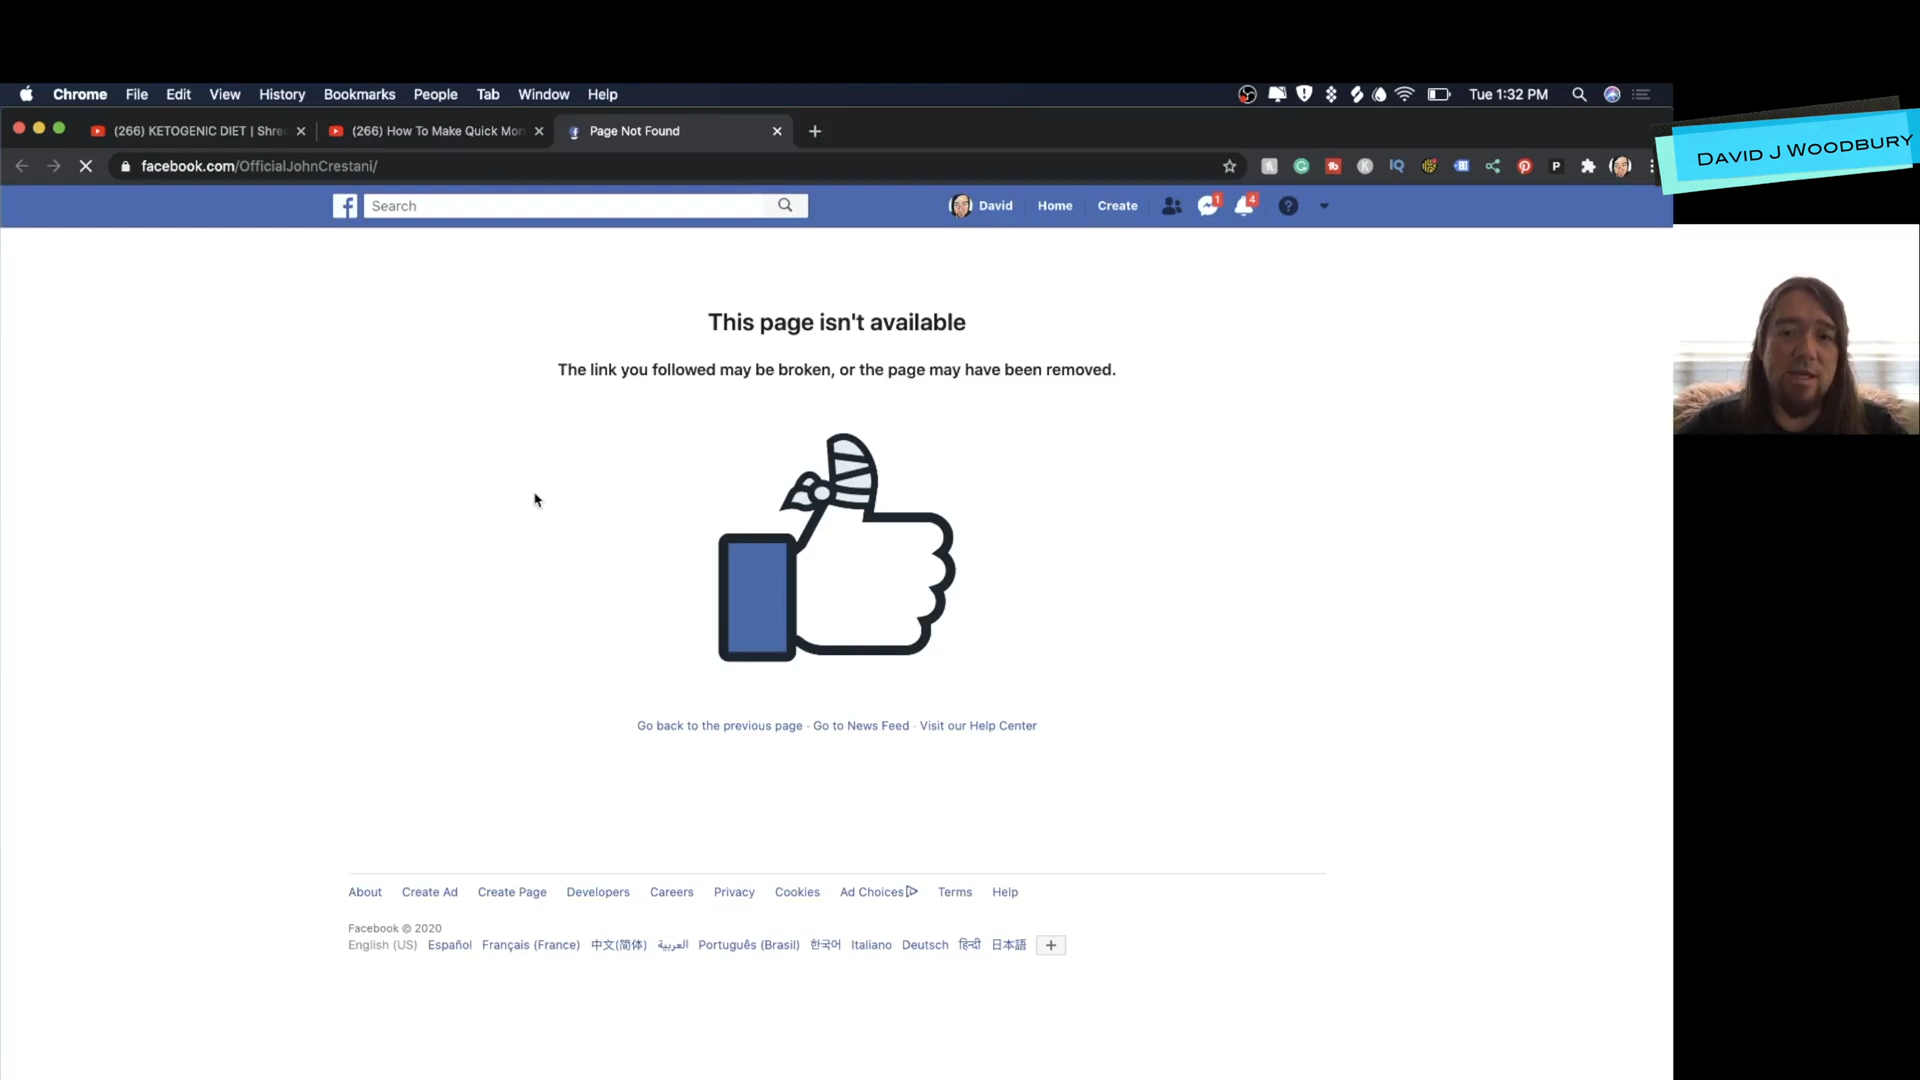 Chrome File Edit View History Bookmarks People Tab Window Help Tue 1:32 PM
(266) KETOGENIC DIET | Shre
(266) How To Make Quick Mon
Page Not Found
facebook.com/OfficialJohnCrestani/
DAVID J WOODBURY
Search
David Home Create 1 4
This page isn't available
The link you followed may be broken, or the page may have been removed.
Go back to the previous page · Go to News Feed · Visit our Help Center
About Create Ad Create Page Developers Careers Privacy Cookies Ad Choices Terms Help
Facebook © 2020
English (US) Español Français (France) 中文(简体) العربية Português (Brasil) 한국어 Italiano Deutsch हिन्दी 日本語 +